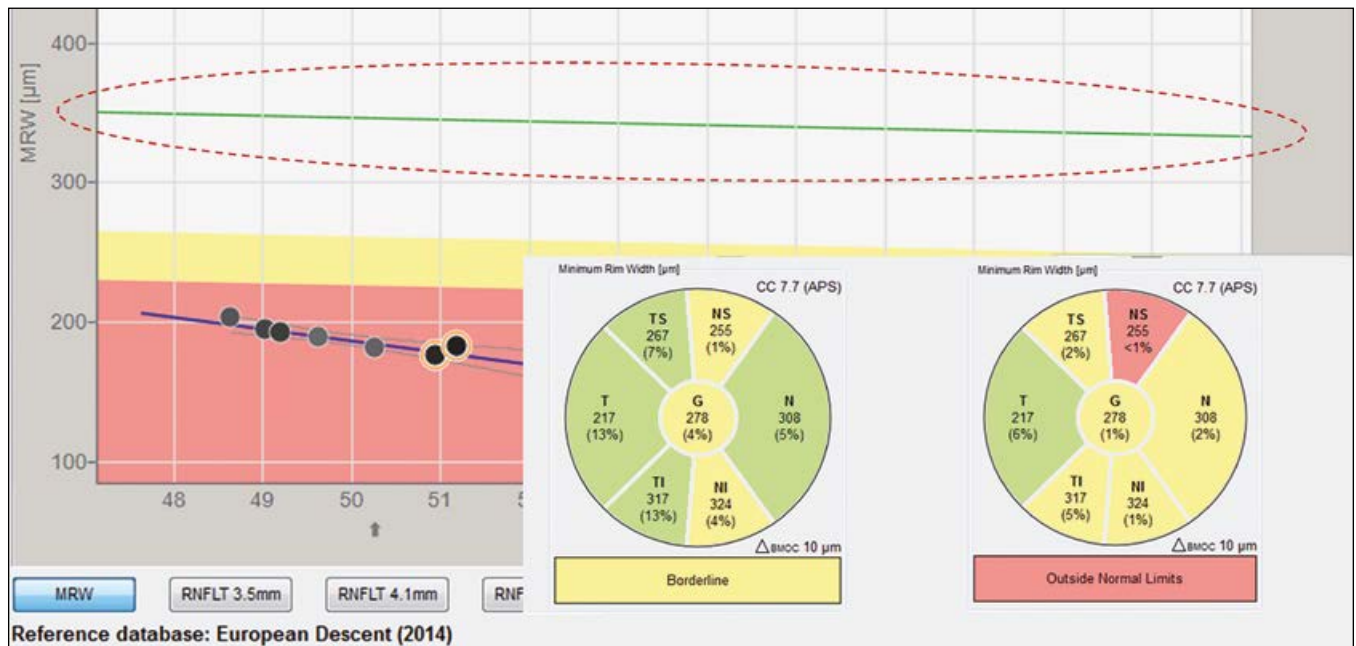 400-
MRW [µm]
300-
200-
100-
48 49 50 51
Minimum Rim Width [µm]
CC 7.7 (APS)
TS
267
(7%)
NS
255
(1%)
T
217
(13%)
G
278
(4%)
N
308
(5%)
TI
317
(13%)
NI
324
(4%)
△BMOC 10 µm
Borderline
Minimum Rim Width [µm]
CC 7.7 (APS)
TS
267
(2%)
NS
255
<1%
T
217
(6%)
G
278
(1%)
N
308
(2%)
TI
317
(5%)
NI
324
(1%)
△BMOC 10 µm
Outside Normal Limits
MRW RNFLT 3.5mm RNFLT 4.1mm RNF
Reference database: European Descent (2014)